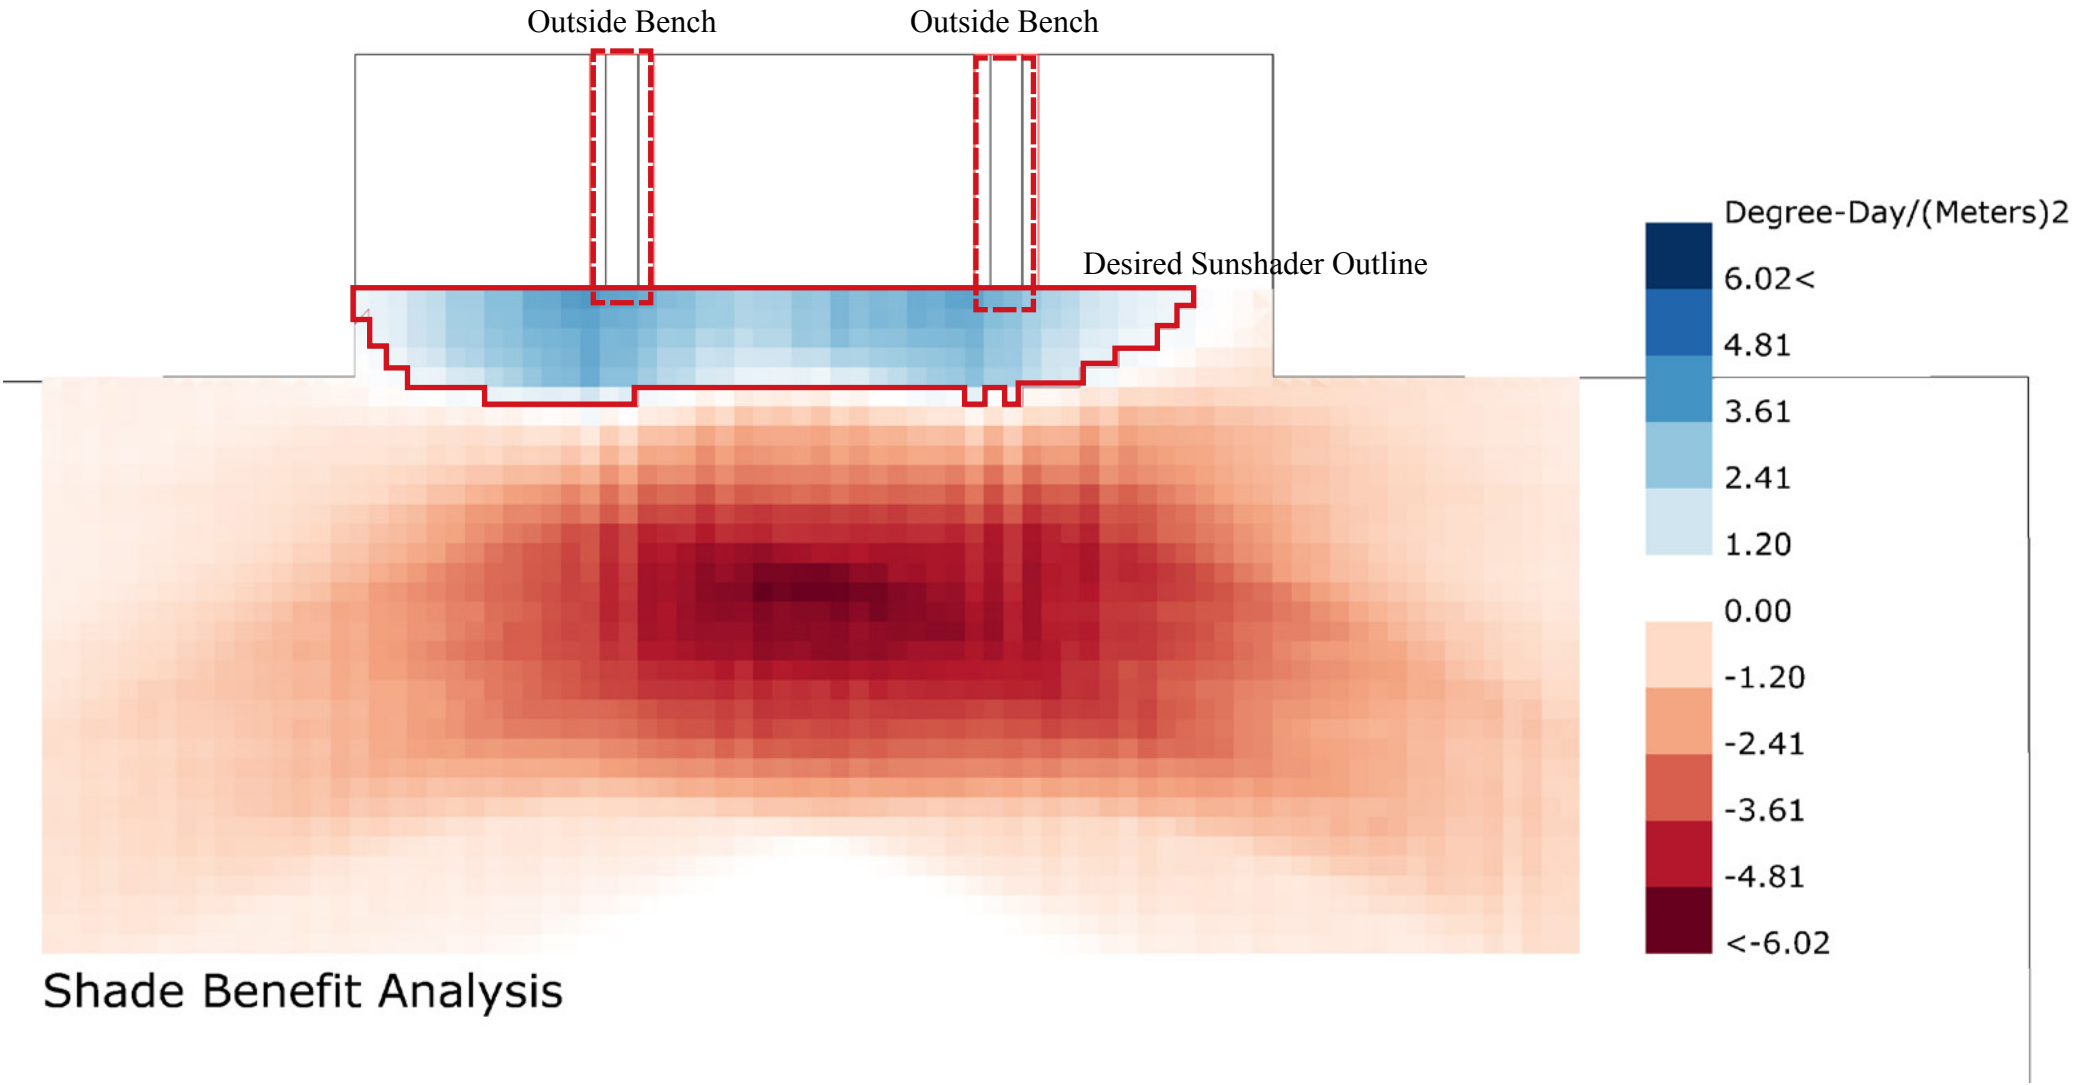 Outside Bench
Outside Bench
Desired Sunshader Outline
Degree-Day/(Meters)2
6.02<
4.81
3.61
2.41
1.20
0.00
-1.20
-2.41
-3.61
-4.81
<-6.02
Shade Benefit Analysis